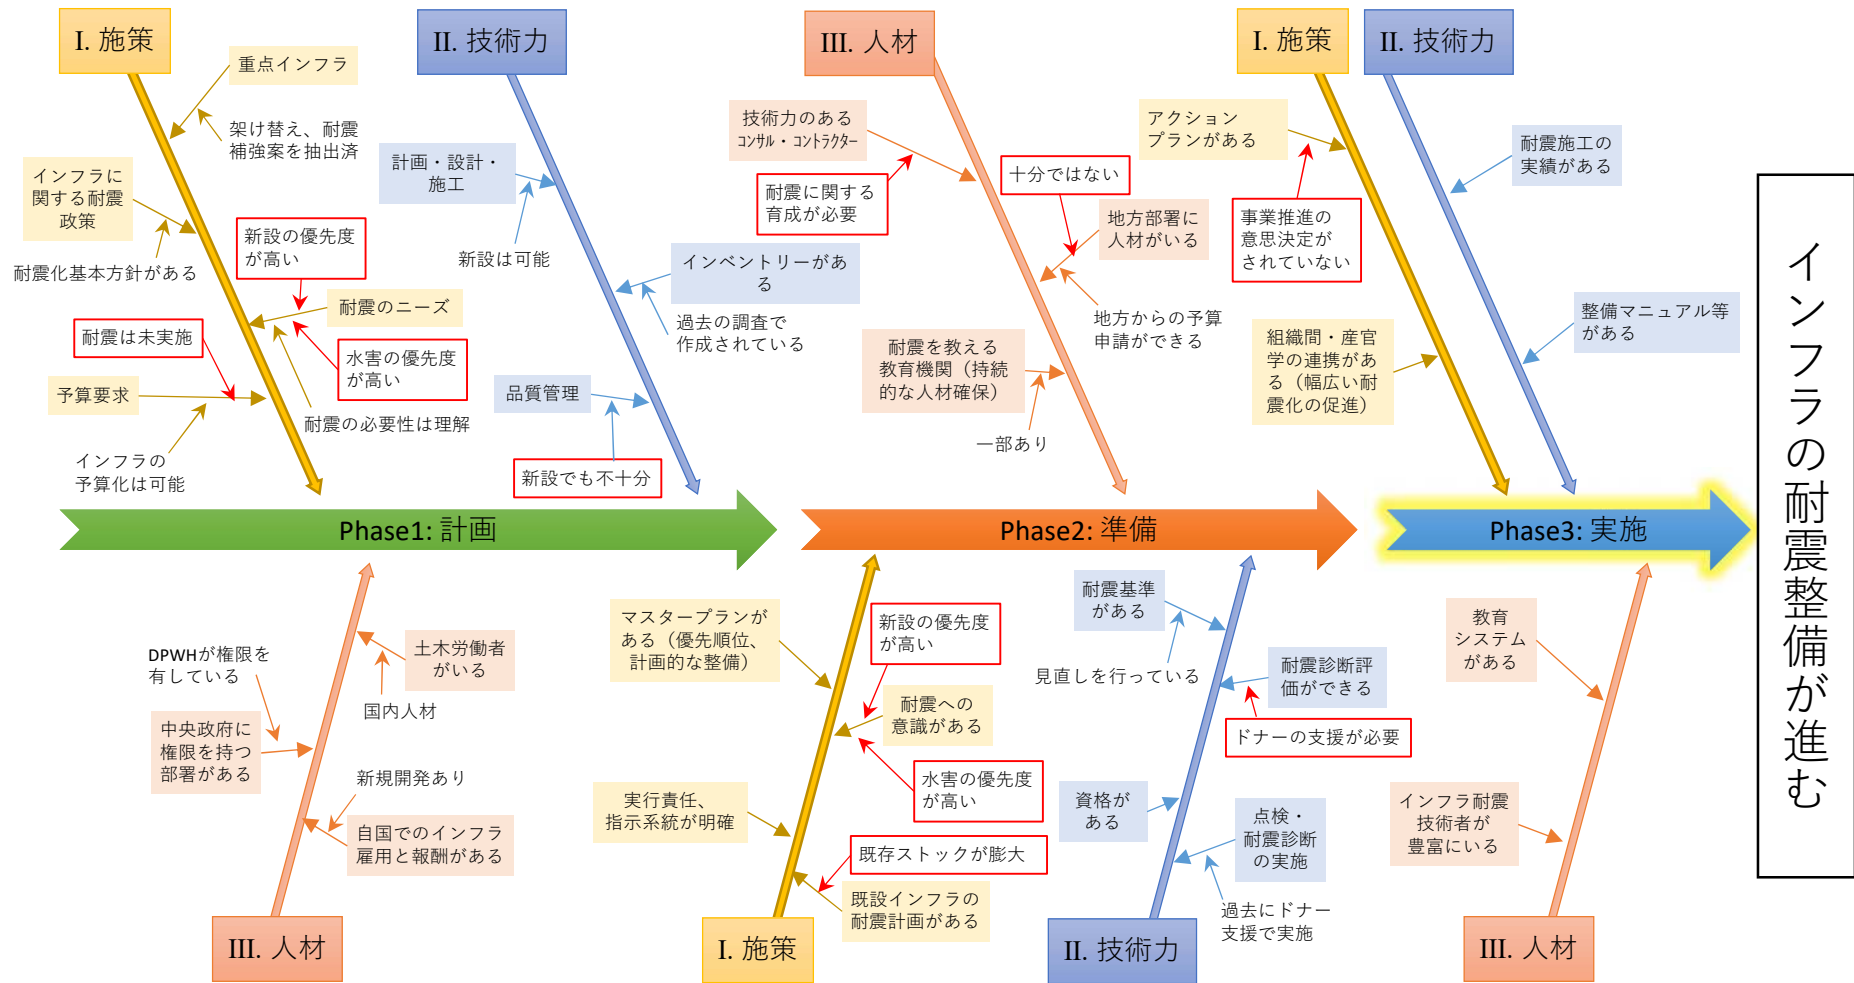 I. 施策
重点インフラ
架け替え、耐震
補強案を抽出済
インフラに
関する耐震
政策
耐震化基本方針がある
新設の優先度
が高い
耐震のニーズ
耐震は未実施
水害の優先度
が高い
予算要求
耐震の必要性は理解
インフラの
予算化は可能
II. 技術力
計画・設計・
施工
新設は可能
インベントリーがあ
る
過去の調査で
作成されている
品質管理
新設でも不十分
III. 人材
技術力のある
コンサル・コントラクター
耐震に関する
育成が必要
十分ではない
地方部署に
人材がいる
地方からの予算
申請ができる
耐震を教える
教育機関（持続
的な人材確保）
一部あり
I. 施策
アクション
プランがある
事業推進の
意思決定が
されていない
組織間・産官
学の連携があ
る（幅広い耐
震化の促進）
II. 技術力
耐震施工の
実績がある
整備マニュアル等
がある
Phase1: 計画
Phase2: 準備
Phase3: 実施
インフラの耐震整備が進む
DPWHが権限を
有している
土木労働者
がいる
国内人材
中央政府に
権限を持つ
部署がある
新規開発あり
自国でのインフラ
雇用と報酬がある
III. 人材
マスタープランが
ある（優先順位、
計画的な整備）
新設の優先度
が高い
耐震への
意識がある
水害の優先度
が高い
実行責任、
指示系統が明確
既存ストックが膨大
既設インフラの
耐震計画がある
I. 施策
耐震基準
がある
見直しを行っている
耐震診断評
価ができる
ドナーの支援が必要
資格が
ある
点検・
耐震診断
の実施
過去にドナー
支援で実施
II. 技術力
教育
システム
がある
インフラ耐震
技術者が
豊富にいる
III. 人材